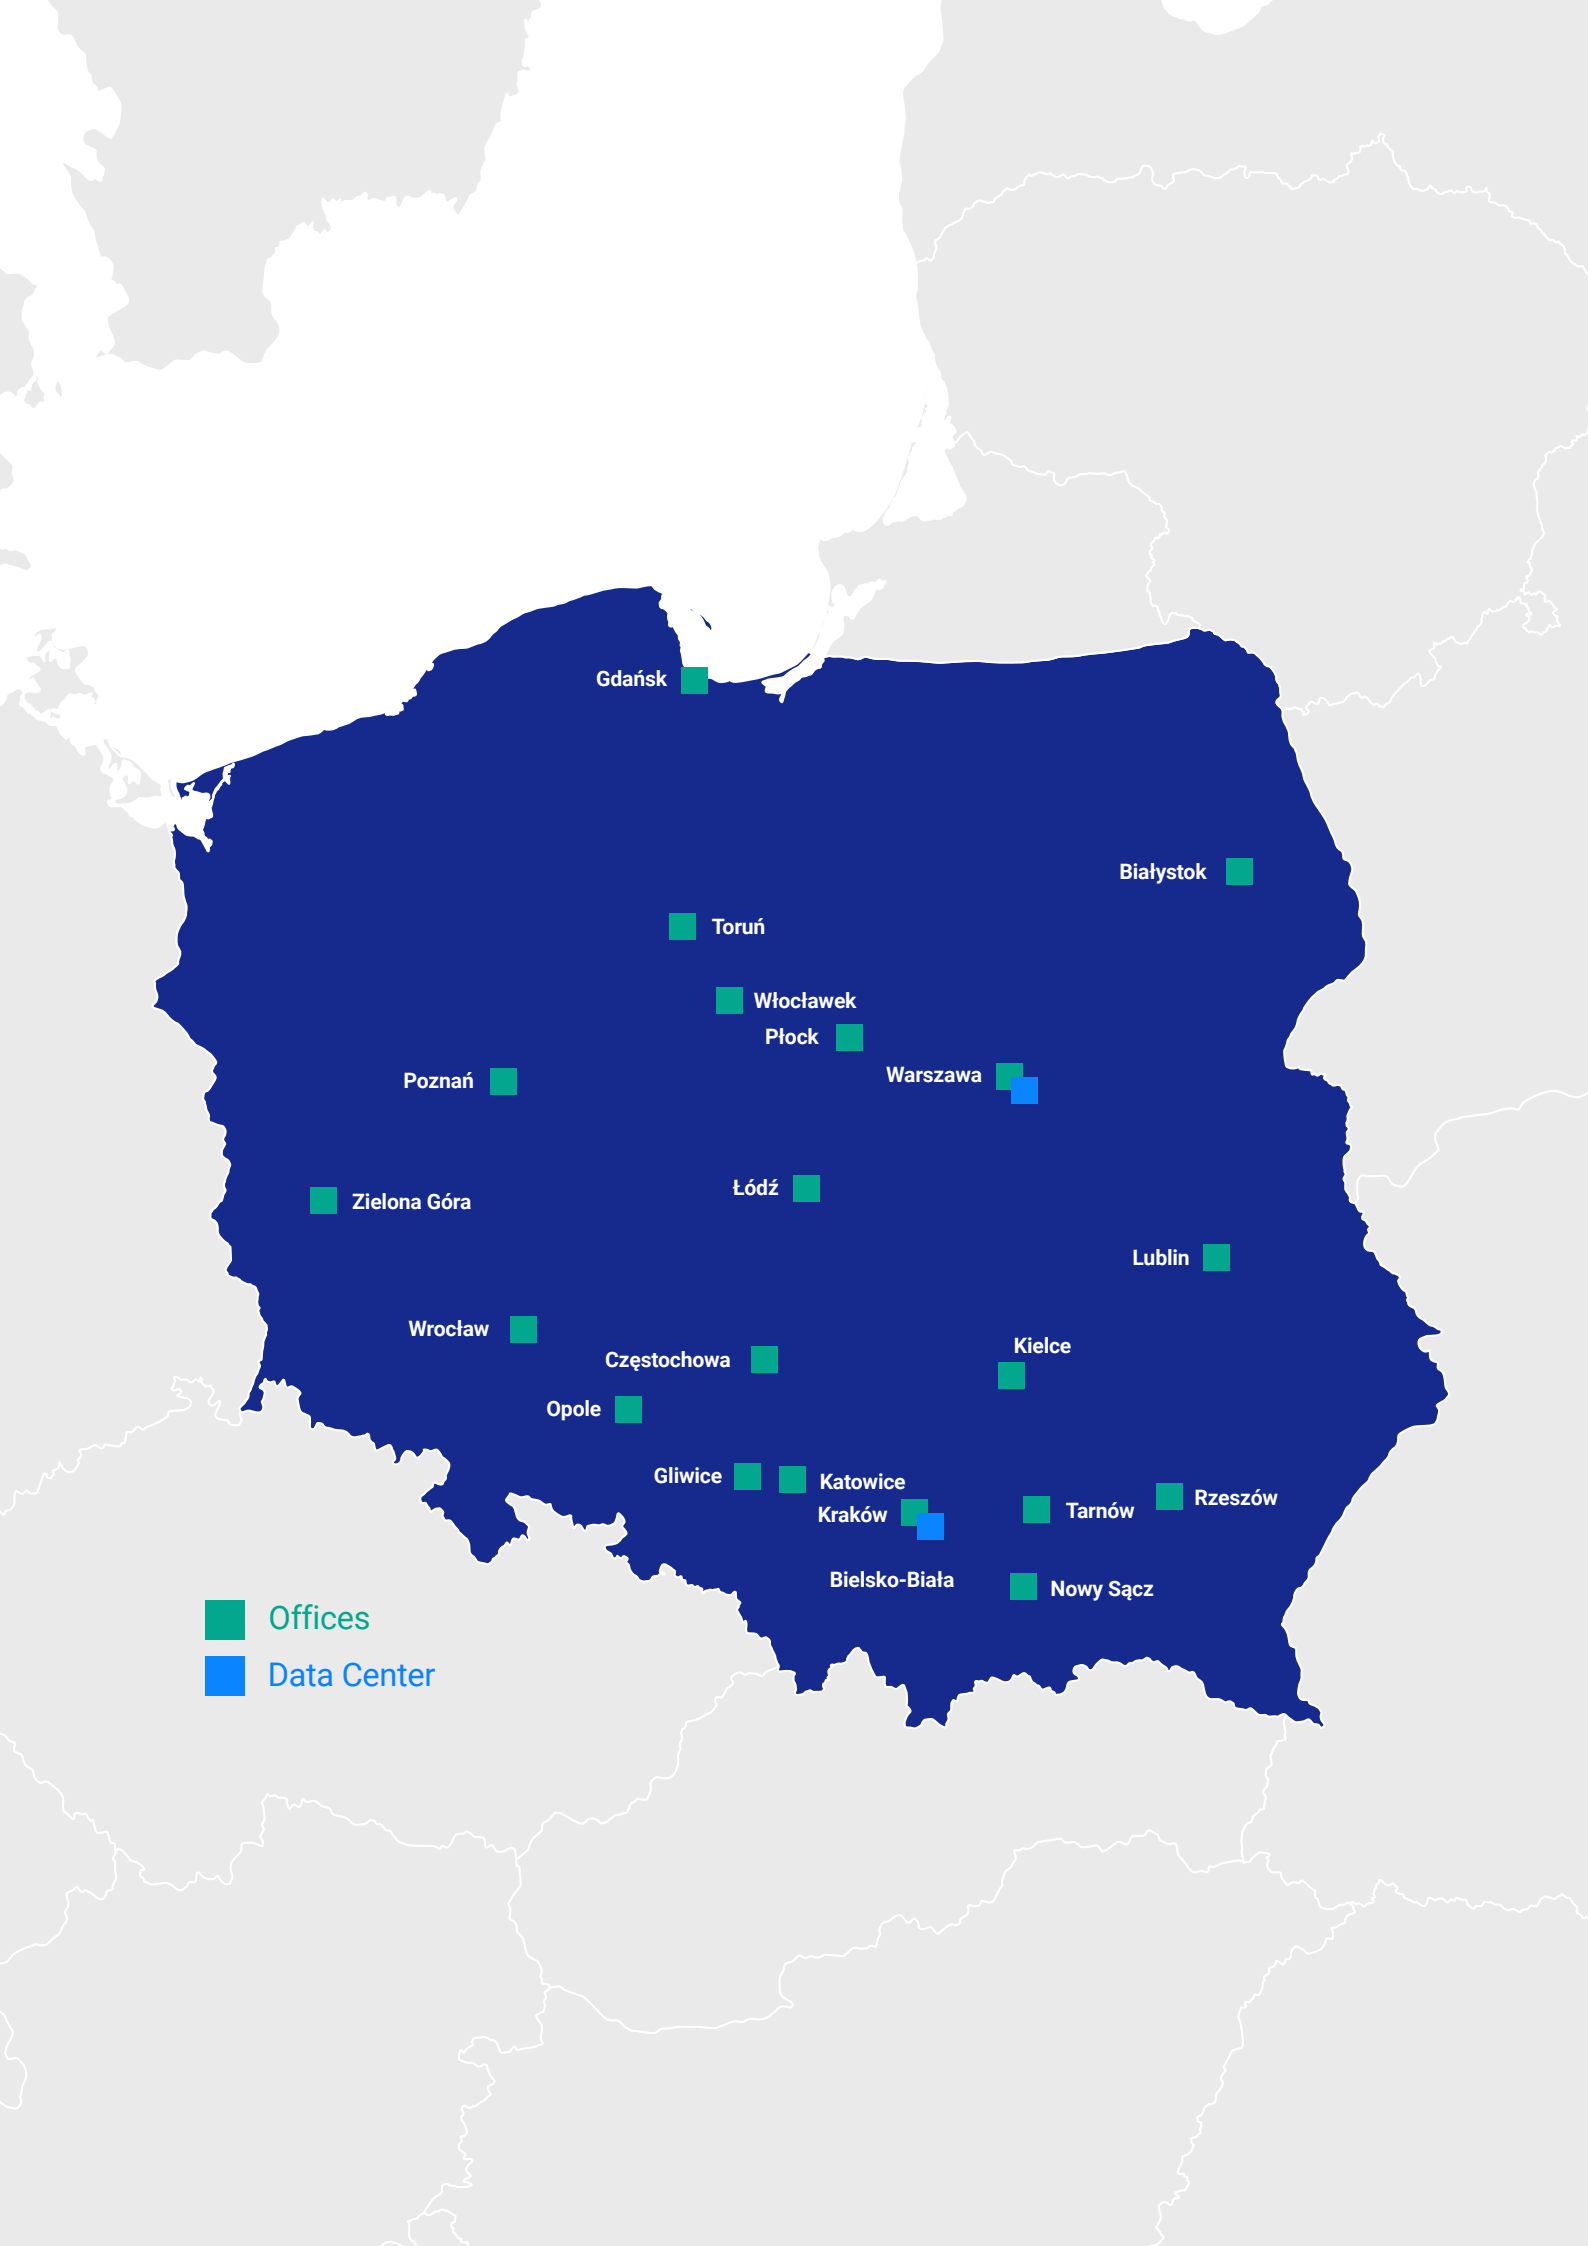 Gdańsk
Białystok
Toruń
Włocławek
Płock
Warszawa
Poznań
Łódź
Zielona Góra
Lublin
Wrocław
Kielce
Częstochowa
Opole
Gliwice
Katowice
Rzeszów
Kraków
Tarnów
Bielsko-Biała
Nowy Sącz
Offices
Data Center